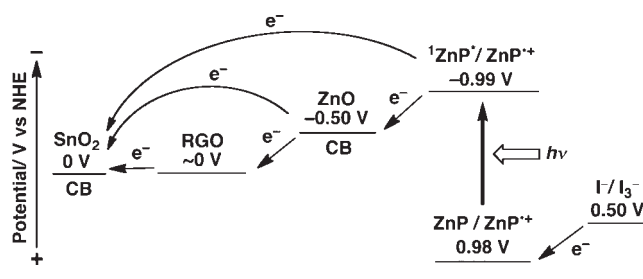 Potential/ V vs NHE
−
+
e⁻
¹ZnP*/ ZnP•⁺
−0.99 V
e⁻
ZnO
−0.50 V
CB
e⁻
SnO₂
0 V
CB
e⁻
RGO
~0 V
e⁻
hν
ZnP / ZnP•⁺
0.98 V
I⁻/ I₃⁻
0.50 V
e⁻